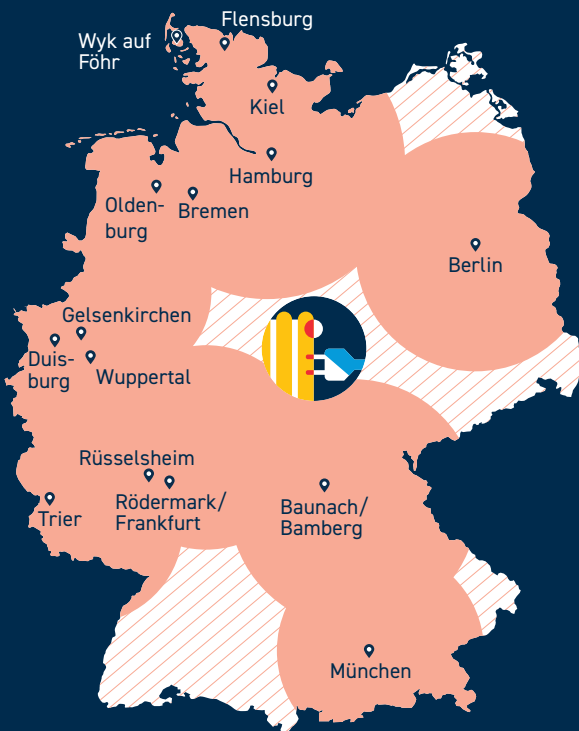 Flensburg
Wyk auf
Föhr
Kiel
Hamburg
Olden-
burg
Bremen
Berlin
Gelsenkirchen
Duis-
burg
Wuppertal
Rüsselsheim
Rödermark/
Frankfurt
Trier
Baunach/
Bamberg
München